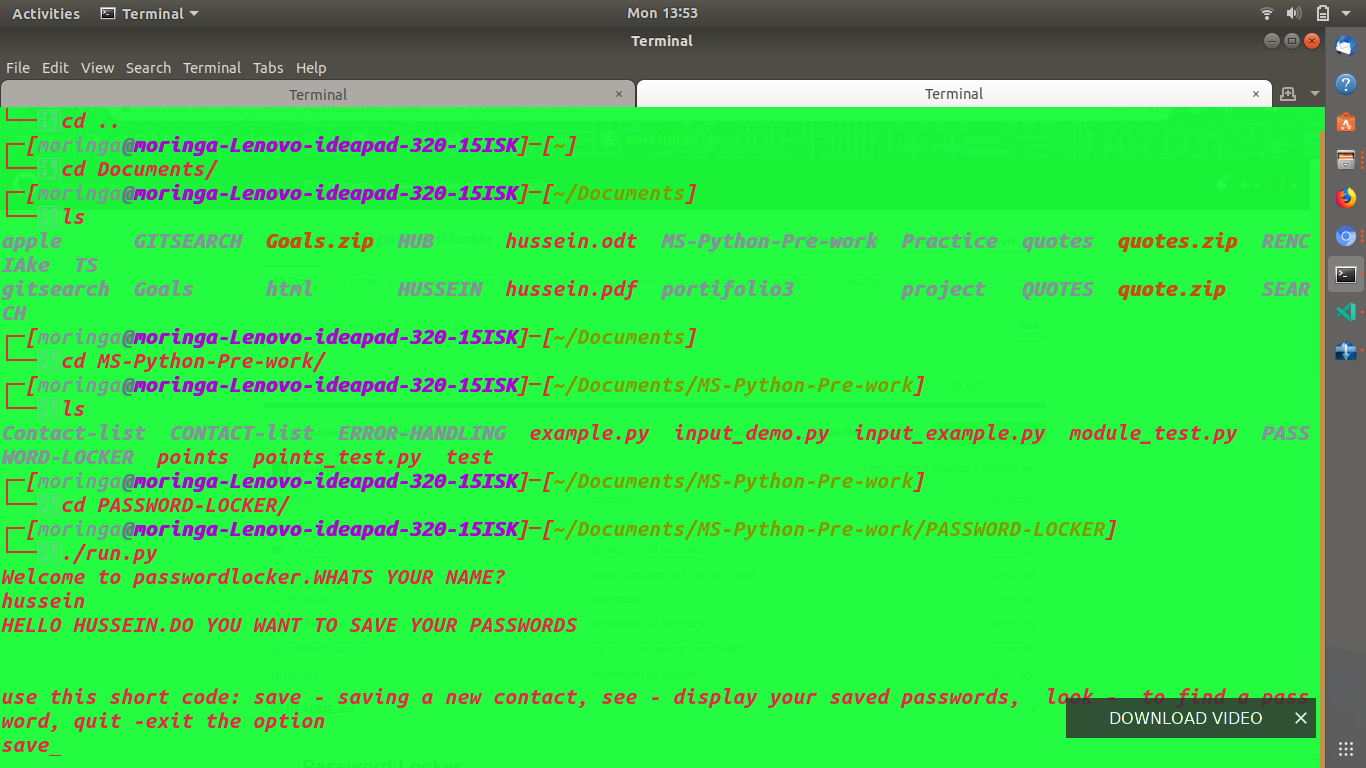 Activities Terminal Mon 13:53
Terminal
File Edit View Search Terminal Tabs Help
Terminal × Terminal ×
cd ..
[moringa@moringa-Lenovo-ideapad-320-15ISK]─[~]
cd Documents/
[moringa@moringa-Lenovo-ideapad-320-15ISK]─[~/Documents]
ls
apple GITSEARCH Goals.zip HUB hussein.odt MS-Python-Pre-work Practice quotes quotes.zip RENC
IAke TS
gitsearch Goals html HUSSEIN hussein.pdf portifolio3 project QUOTES quote.zip SEAR
CH
[moringa@moringa-Lenovo-ideapad-320-15ISK]─[~/Documents]
cd MS-Python-Pre-work/
[moringa@moringa-Lenovo-ideapad-320-15ISK]─[~/Documents/MS-Python-Pre-work]
ls
Contact-list CONTACT-list ERROR-HANDLING example.py input_demo.py input_example.py module_test.py PASS
WORD-LOCKER points points_test.py test
[moringa@moringa-Lenovo-ideapad-320-15ISK]─[~/Documents/MS-Python-Pre-work]
cd PASSWORD-LOCKER/
[moringa@moringa-Lenovo-ideapad-320-15ISK]─[~/Documents/MS-Python-Pre-work/PASSWORD-LOCKER]
./run.py
Welcome to passwordlocker.WHATS YOUR NAME?
hussein
HELLO HUSSEIN.DO YOU WANT TO SAVE YOUR PASSWORDS
use this short code: save - saving a new contact, see - display your saved passwords, look - to find a pass
word, quit -exit the option
save_
DOWNLOAD VIDEO ×
Password Locker